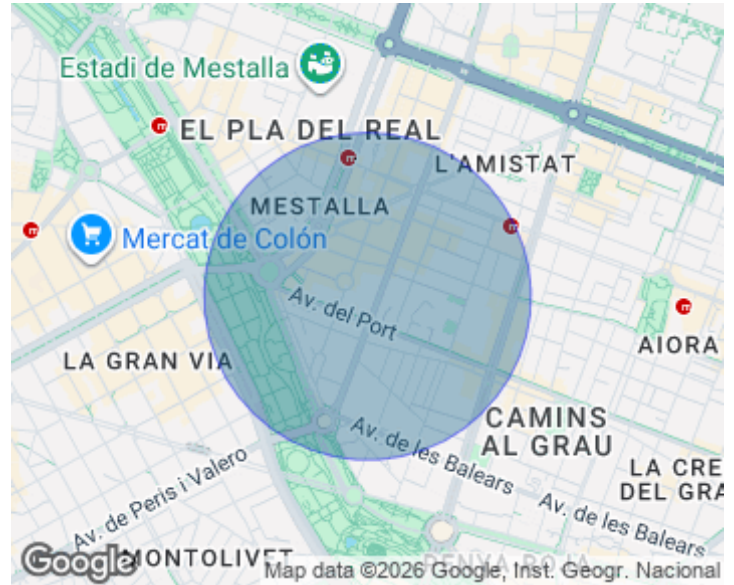 Estadi de Mestalla
EL PLA DEL REAL
L'AMISTAT
MESTALLA
Mercat de Colón
Av. del Port
LA GRAN VIA
AIORA
CAMINS
AL GRAU
Av. de les Balears
LA CRE
DEL GRA
Av. de Peris i Valero
Av. de les Balears
MONTOLIVET
PENYA-ROJA
Google
Map data ©2026 Google, Inst. Geogr. Nacional